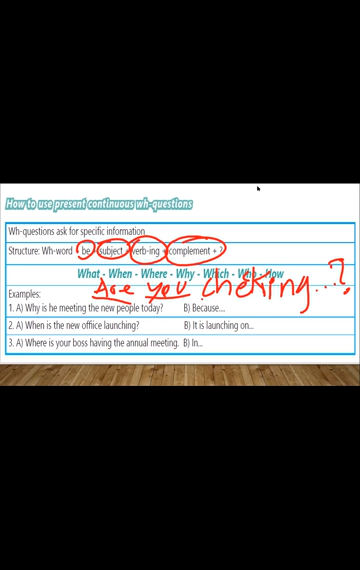 How to use present continuous wh-questions
Wh-questions ask for specific information
Structure: Wh-word + be + subject + verb-ing + complement + ?
What - When - Where - Why - Which - Who - How
Are you cheking...?
Examples:
1. A) Why is he meeting the new people today? B) Because...
2. A) When is the new office launching? B) It is launching on...
3. A) Where is your boss having the annual meeting. B) In...